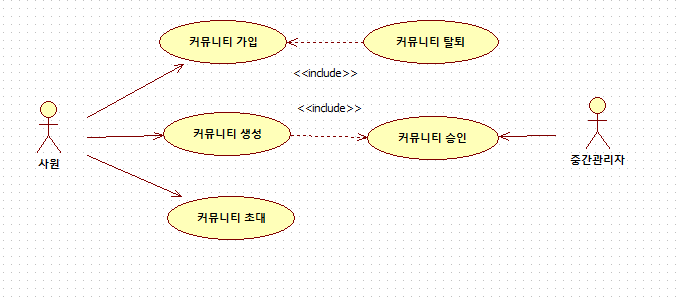 커뮤니티 가입
커뮤니티 탈퇴
<<include>>
<<include>>
커뮤니티 생성
커뮤니티 승인
사원
중간관리자
커뮤니티 초대